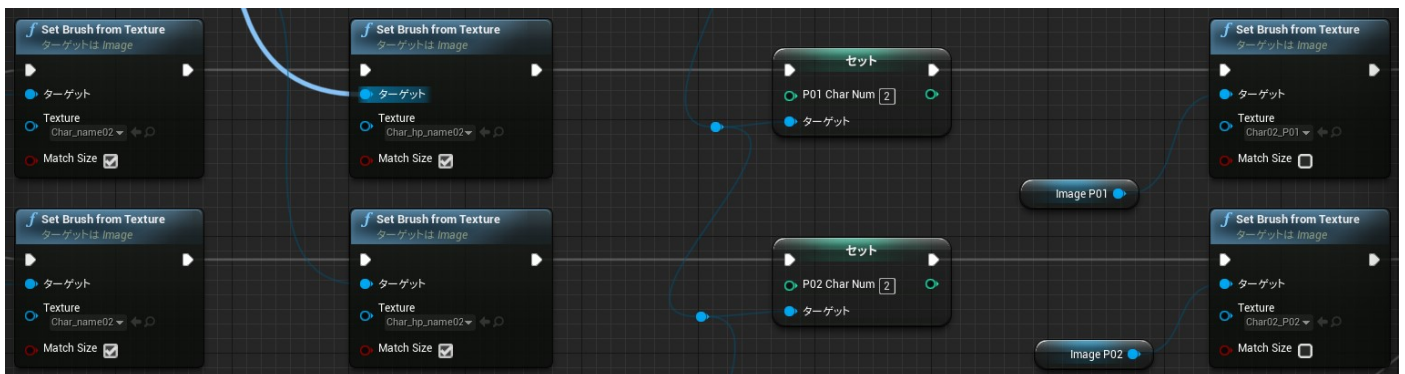 f Set Brush from Texture
ターゲットは Image
ターゲット
Texture
Char_name02
Match Size
f Set Brush from Texture
ターゲットは Image
ターゲット
Texture
Char_hp_name02
Match Size
セット
P01 Char Num 2
ターゲット
Image P01
f Set Brush from Texture
ターゲットは Image
ターゲット
Texture
Char02_P01
Match Size
f Set Brush from Texture
ターゲットは Image
ターゲット
Texture
Char_name02
Match Size
f Set Brush from Texture
ターゲットは Image
ターゲット
Texture
Char_hp_name02
Match Size
セット
P02 Char Num 2
ターゲット
Image P02
f Set Brush from Texture
ターゲットは Image
ターゲット
Texture
Char02_P02
Match Size